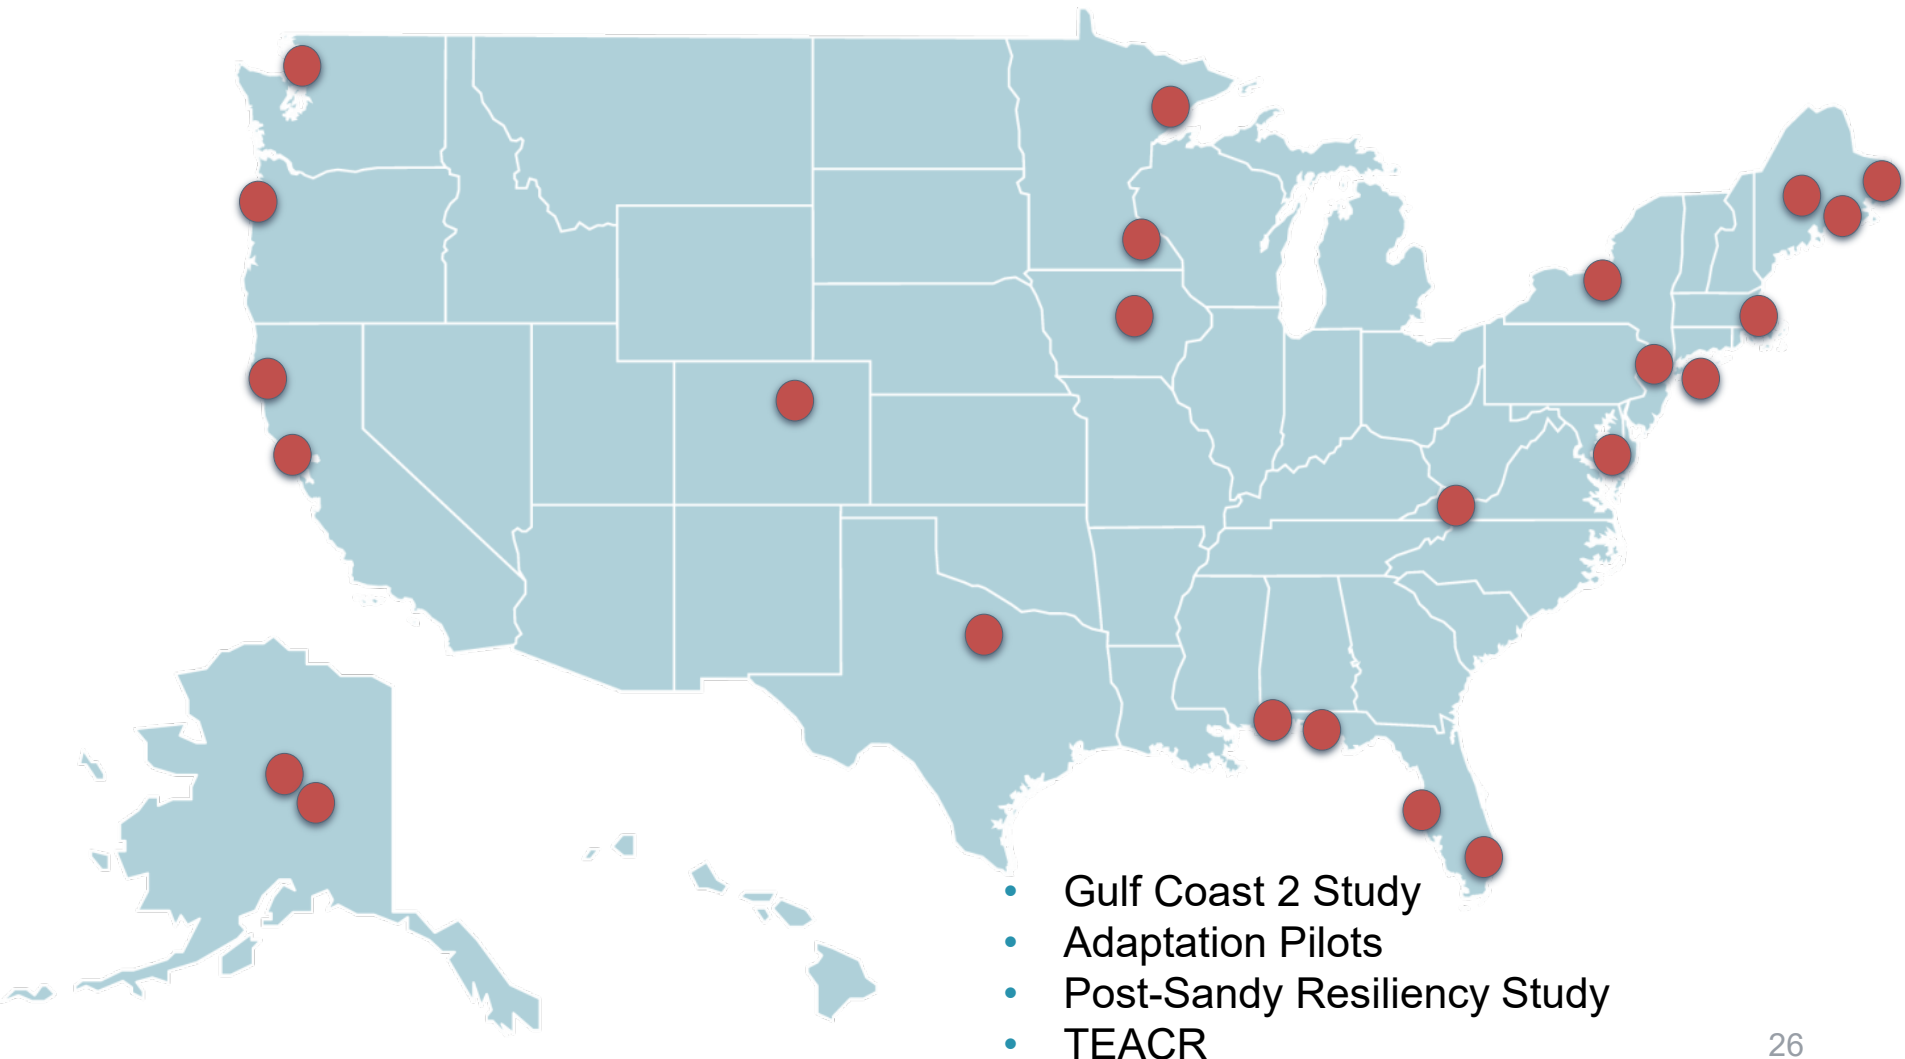 • Gulf Coast 2 Study
• Adaptation Pilots
• Post-Sandy Resiliency Study
• TEACR
26